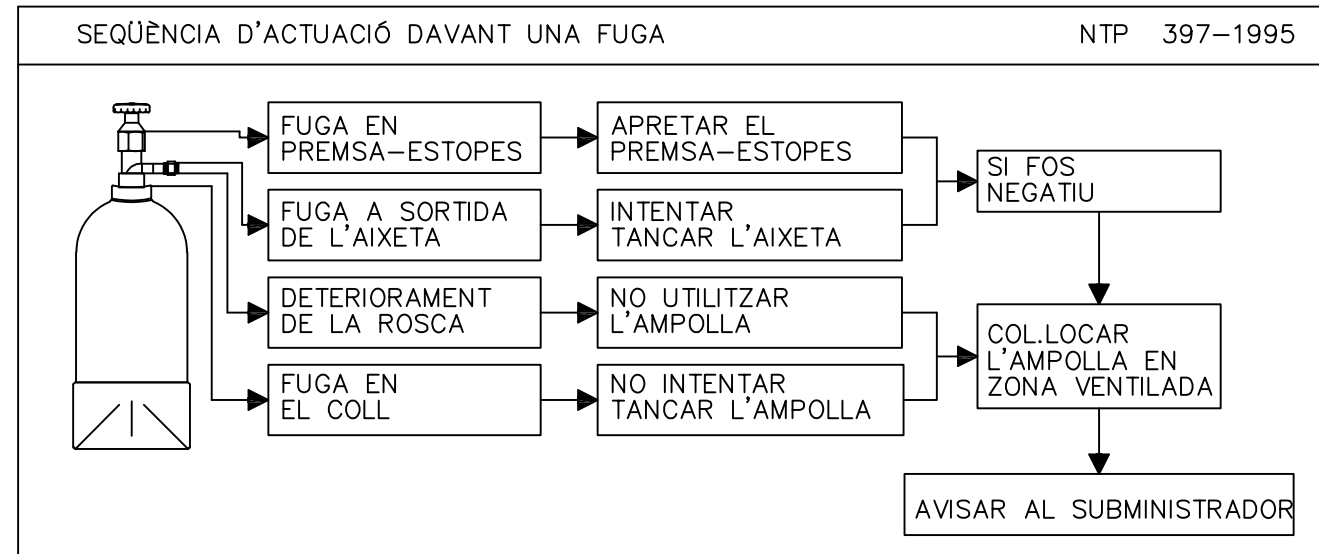 SEQÜÈNCIA D'ACTUACIÓ DAVANT UNA FUGA
NTP 397-1995
FUGA EN
PREMSA-ESTOPES
APRETAR EL
PREMSA-ESTOPES
SI FOS
NEGATIU
FUGA A SORTIDA
DE L'AIXETA
INTENTAR
TANCAR L'AIXETA
DETERIORAMENT
DE LA ROSCA
NO UTILITZAR
L'AMPOLLA
COL.LOCAR
L'AMPOLLA EN
ZONA VENTILADA
FUGA EN
EL COLL
NO INTENTAR
TANCAR L'AMPOLLA
AVISAR AL SUBMINISTRADOR